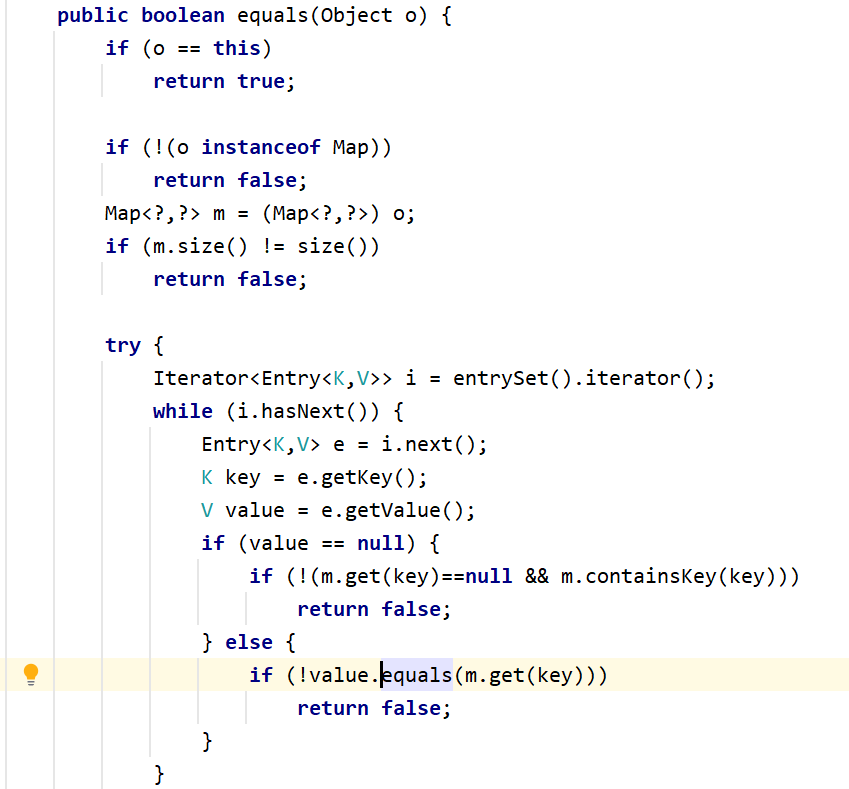 public boolean equals(Object o) {
if (o == this)
return true;
if (!(o instanceof Map))
return false;
Map<?,?> m = (Map<?,?>) o;
if (m.size() != size())
return false;
try {
Iterator<Entry<K,V>> i = entrySet().iterator();
while (i.hasNext()) {
Entry<K,V> e = i.next();
K key = e.getKey();
V value = e.getValue();
if (value == null) {
if (!(m.get(key)==null && m.containsKey(key)))
return false;
} else {
if (!value.equals(m.get(key)))
return false;
}
}